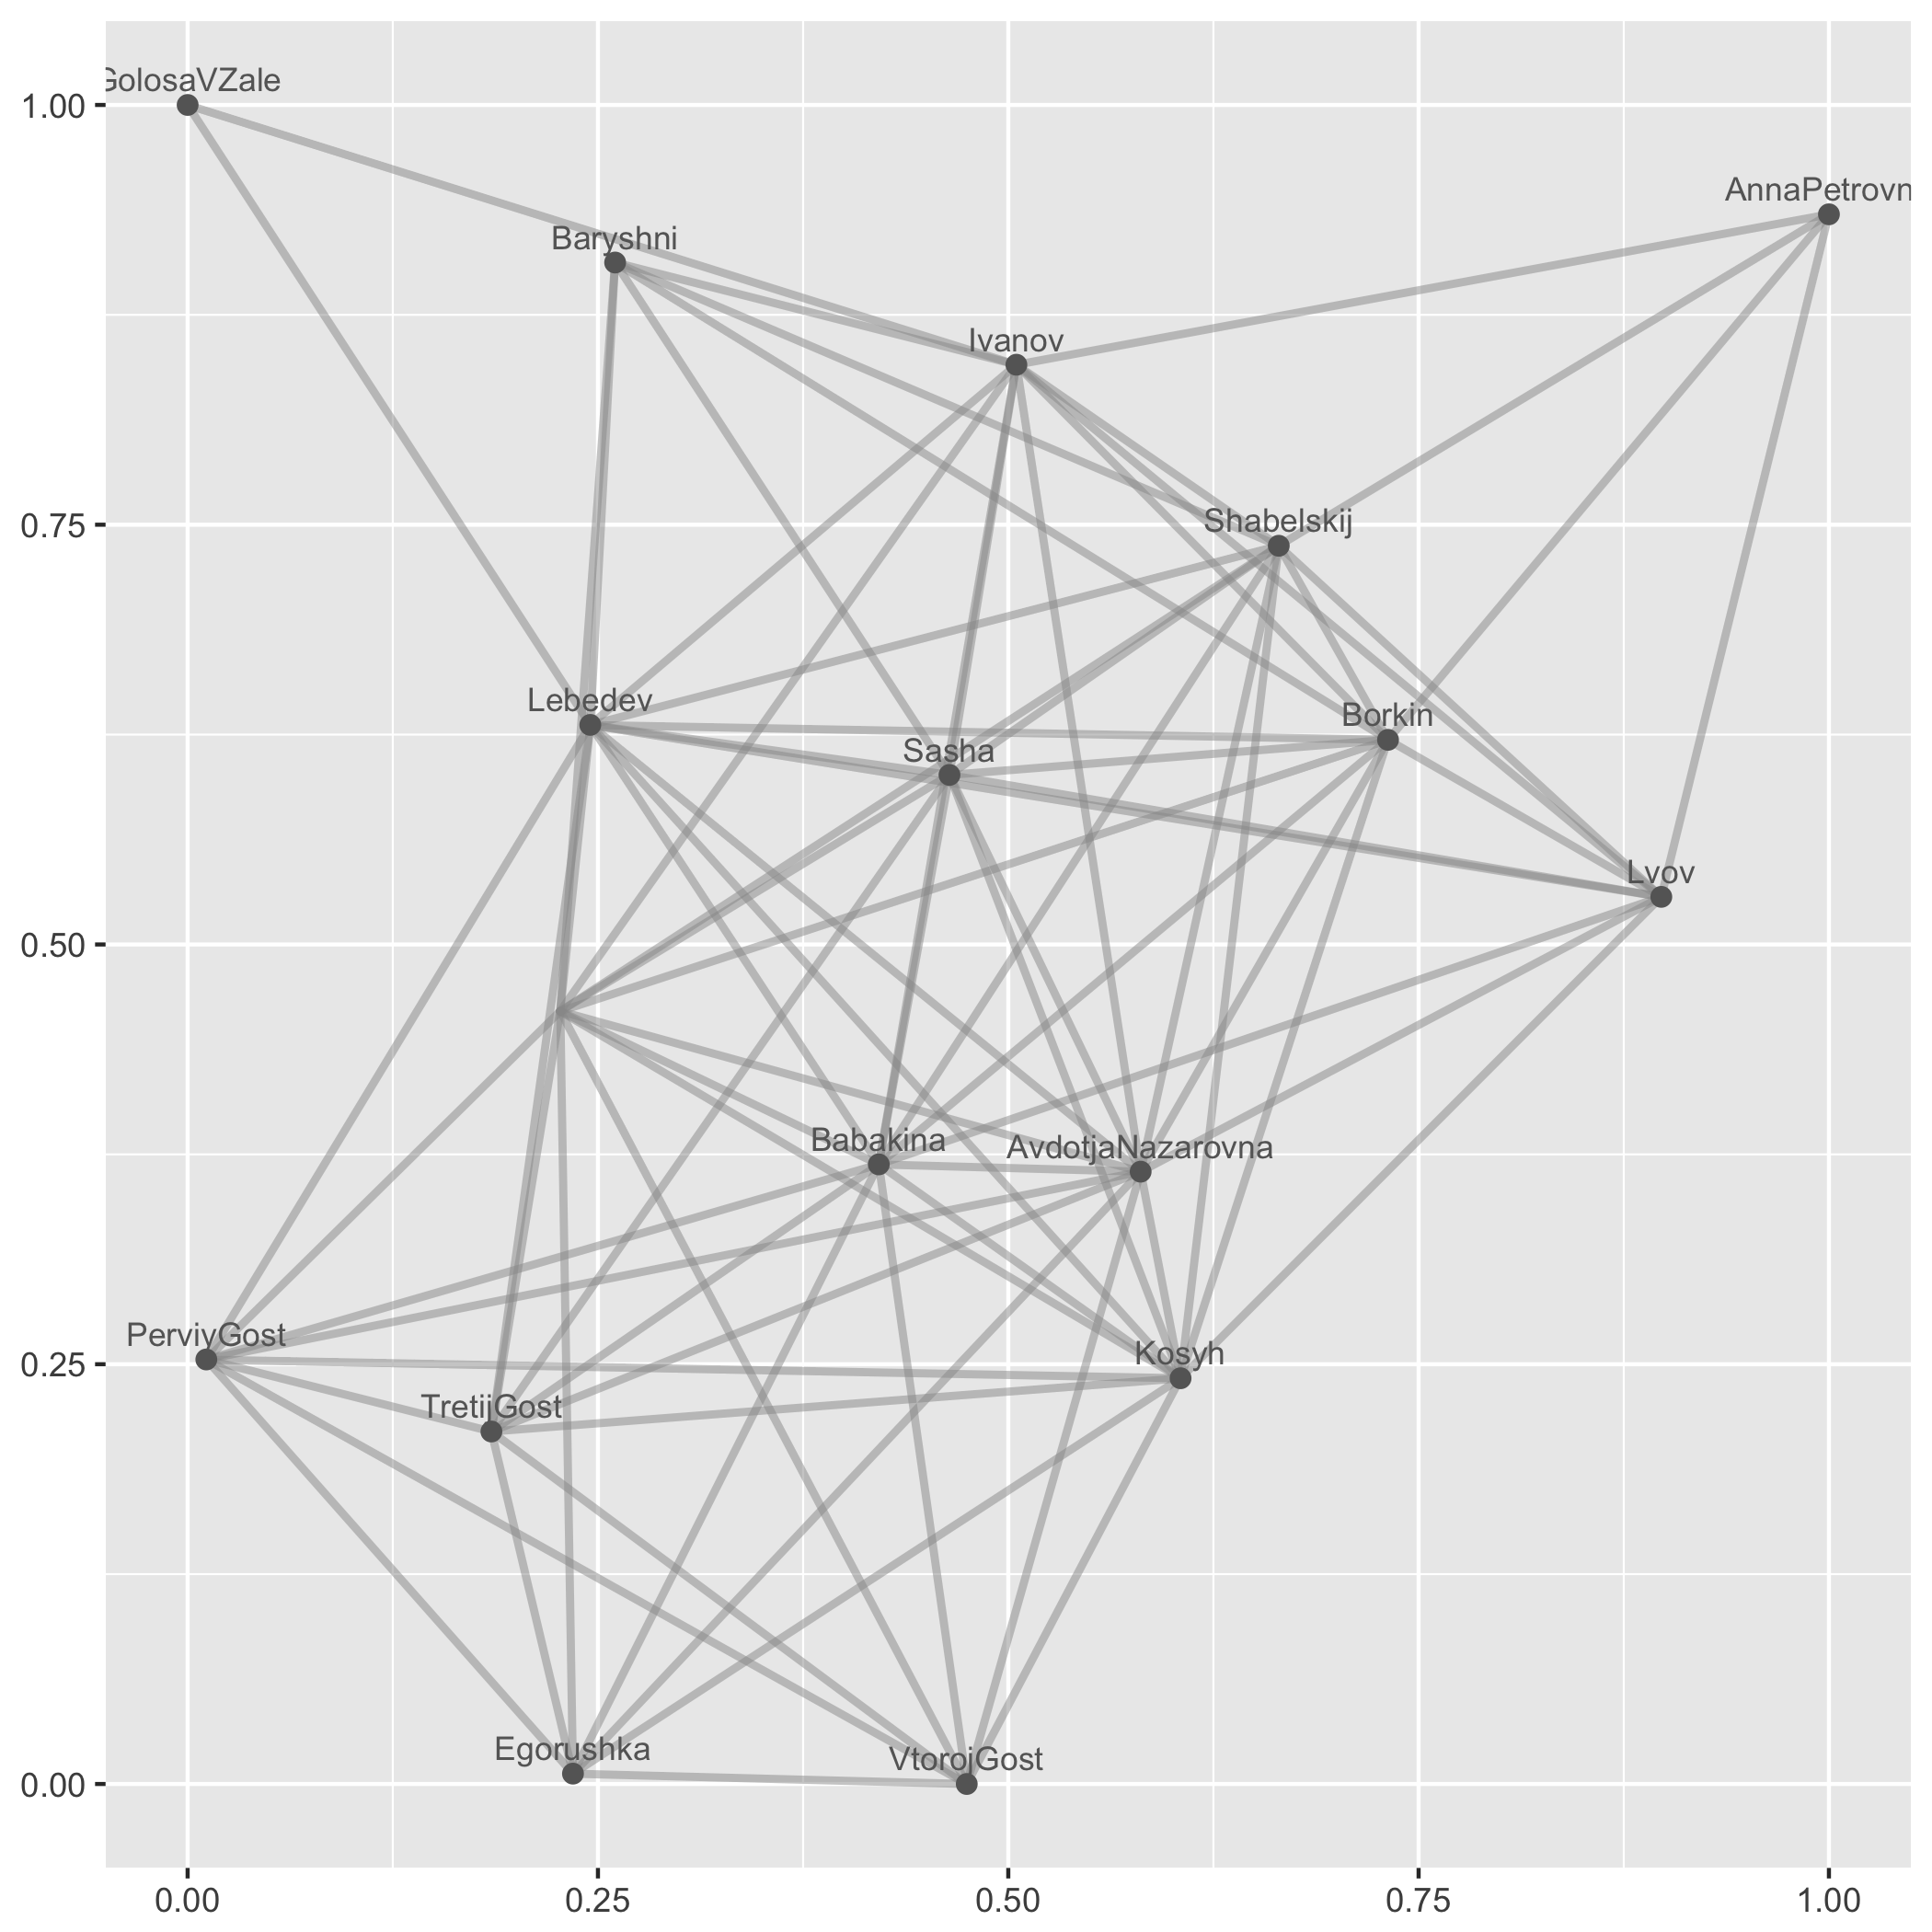 GolosaVZale
1.00
AnnaPetrovn
Baryshni
Ivanov
Shabelskij
0.75
Lebedev
Borkin
Sasha
Lvov
0.50
Babakina
AvdotjaNazarovna
PerviyGost
Kosyh
0.25
TretijGost
Egorushka
VtorojGost
0.00
0.00 0.25 0.50 0.75 1.00